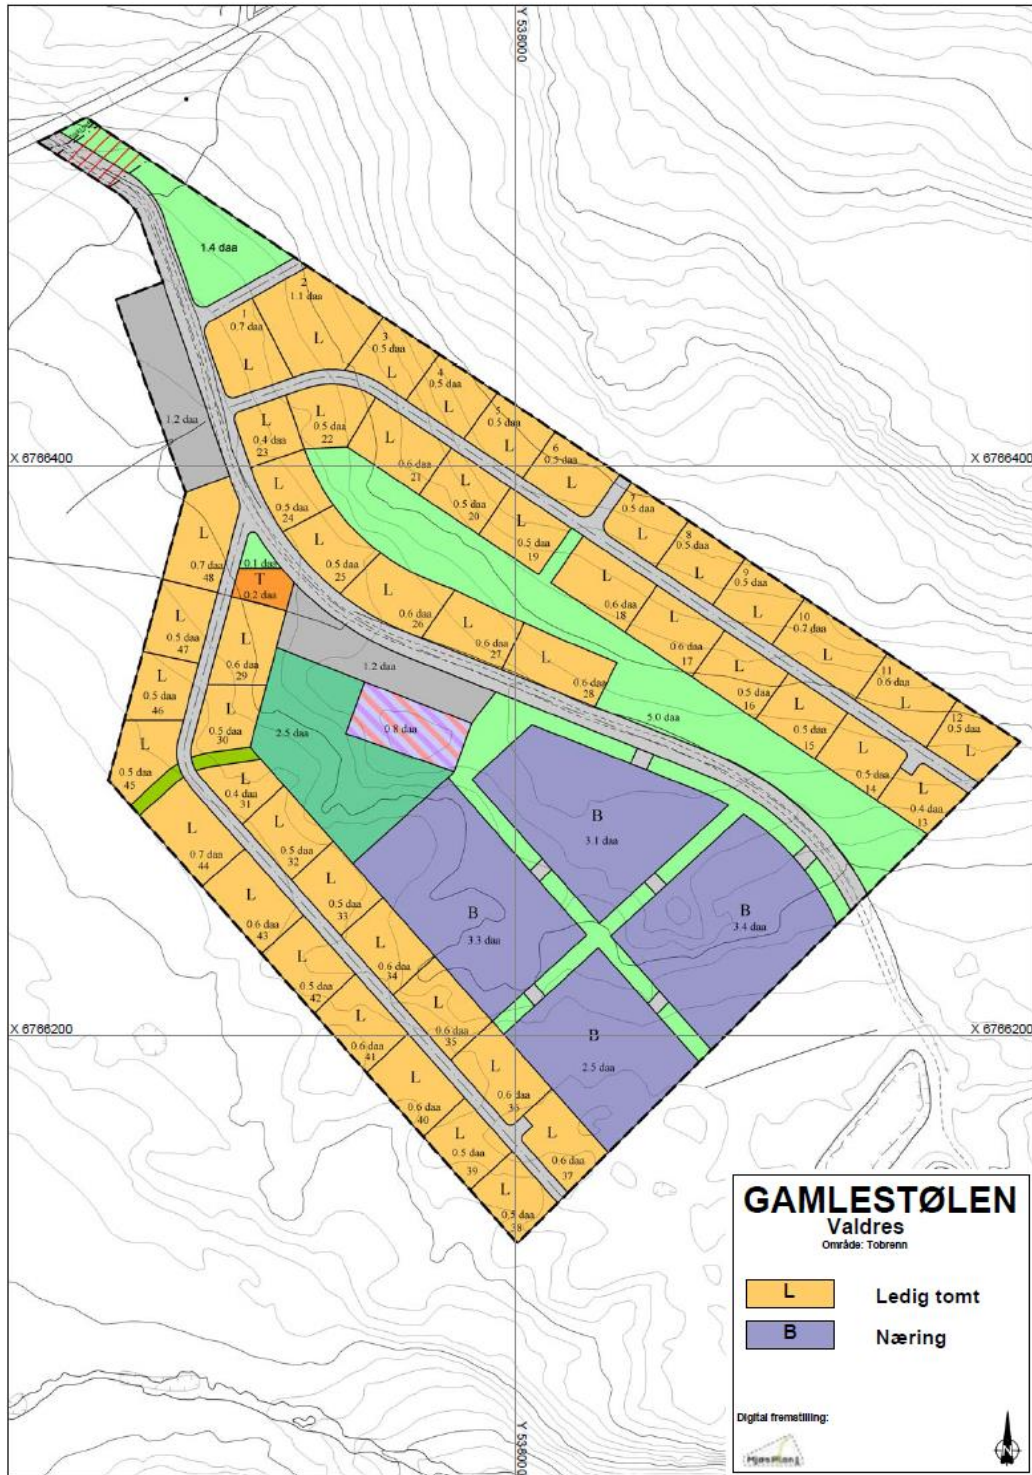 Y 538000
1.4 daa
2
1.1 daa
1
0.7 daa
L
L
3
0.5 daa
L
4
0.5 daa
L
5
0.5 daa
L
6
0.5 daa
L
1.2 daa
L
0.4 daa
23
L
0.5 daa
22
L
0.6 daa
21
X 6766400
X 6766400
L
0.5 daa
20
L
0.5 daa
19
7
0.5 daa
L
8
0.5 daa
L
9
0.5 daa
L
10
0.7 daa
L
11
0.6 daa
L
12
0.5 daa
L
L
0.5 daa
24
L
0.5 daa
25
L
0.7 daa
48
0.1 daa
T
0.2 daa
L
0.6 daa
18
L
0.6 daa
17
L
0.5 daa
16
L
0.5 daa
15
L
0.5 daa
14
L
0.4 daa
13
L
0.6 daa
26
L
0.6 daa
27
L
0.6 daa
28
L
0.5 daa
47
L
0.6 daa
29
1.2 daa
L
0.5 daa
46
L
0.5 daa
30
2.5 daa
0.8 daa
5.0 daa
L
0.5 daa
45
L
0.4 daa
31
B
3.1 daa
L
0.7 daa
44
L
0.5 daa
32
L
0.5 daa
33
L
0.6 daa
43
B
3.3 daa
B
3.4 daa
L
0.6 daa
34
L
0.5 daa
42
L
0.6 daa
35
X 6766200
X 6766200
L
0.6 daa
41
B
2.5 daa
L
0.6 daa
36
L
0.6 daa
40
L
0.5 daa
39
L
0.6 daa
37
L
0.5 daa
38
GAMLESTØLEN
Valdres
Område: Tobrenn
L Ledig tomt
B Næring
Digital fremstilling:
N
Y 538000